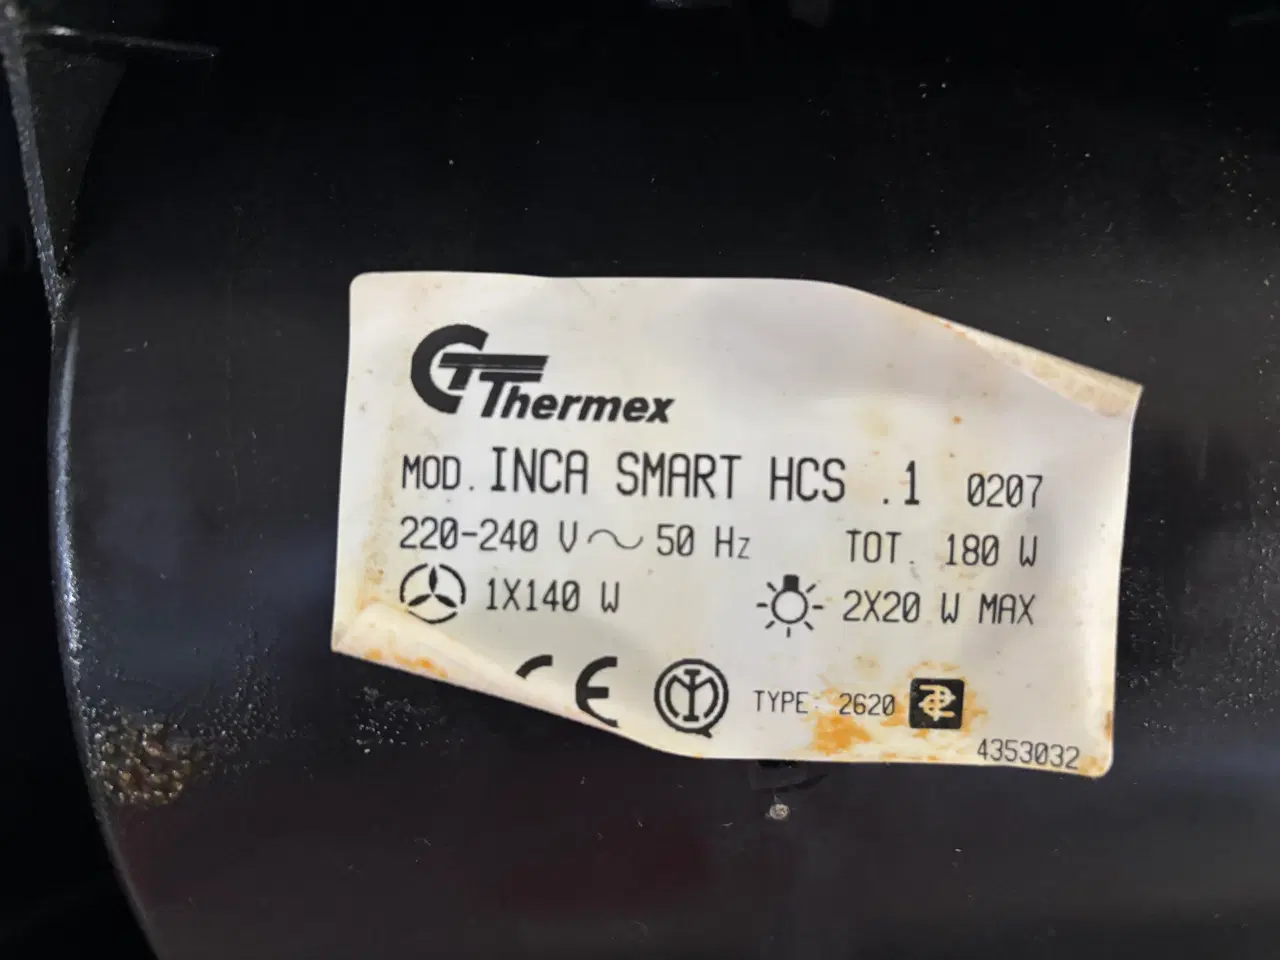 Thermex
MOD. INCA SMART HCS .1 0207
220-240 V~ 50 Hz TOT. 180 W
1X140 W 2X20 W MAX
CE TYPE: 2620
4353032